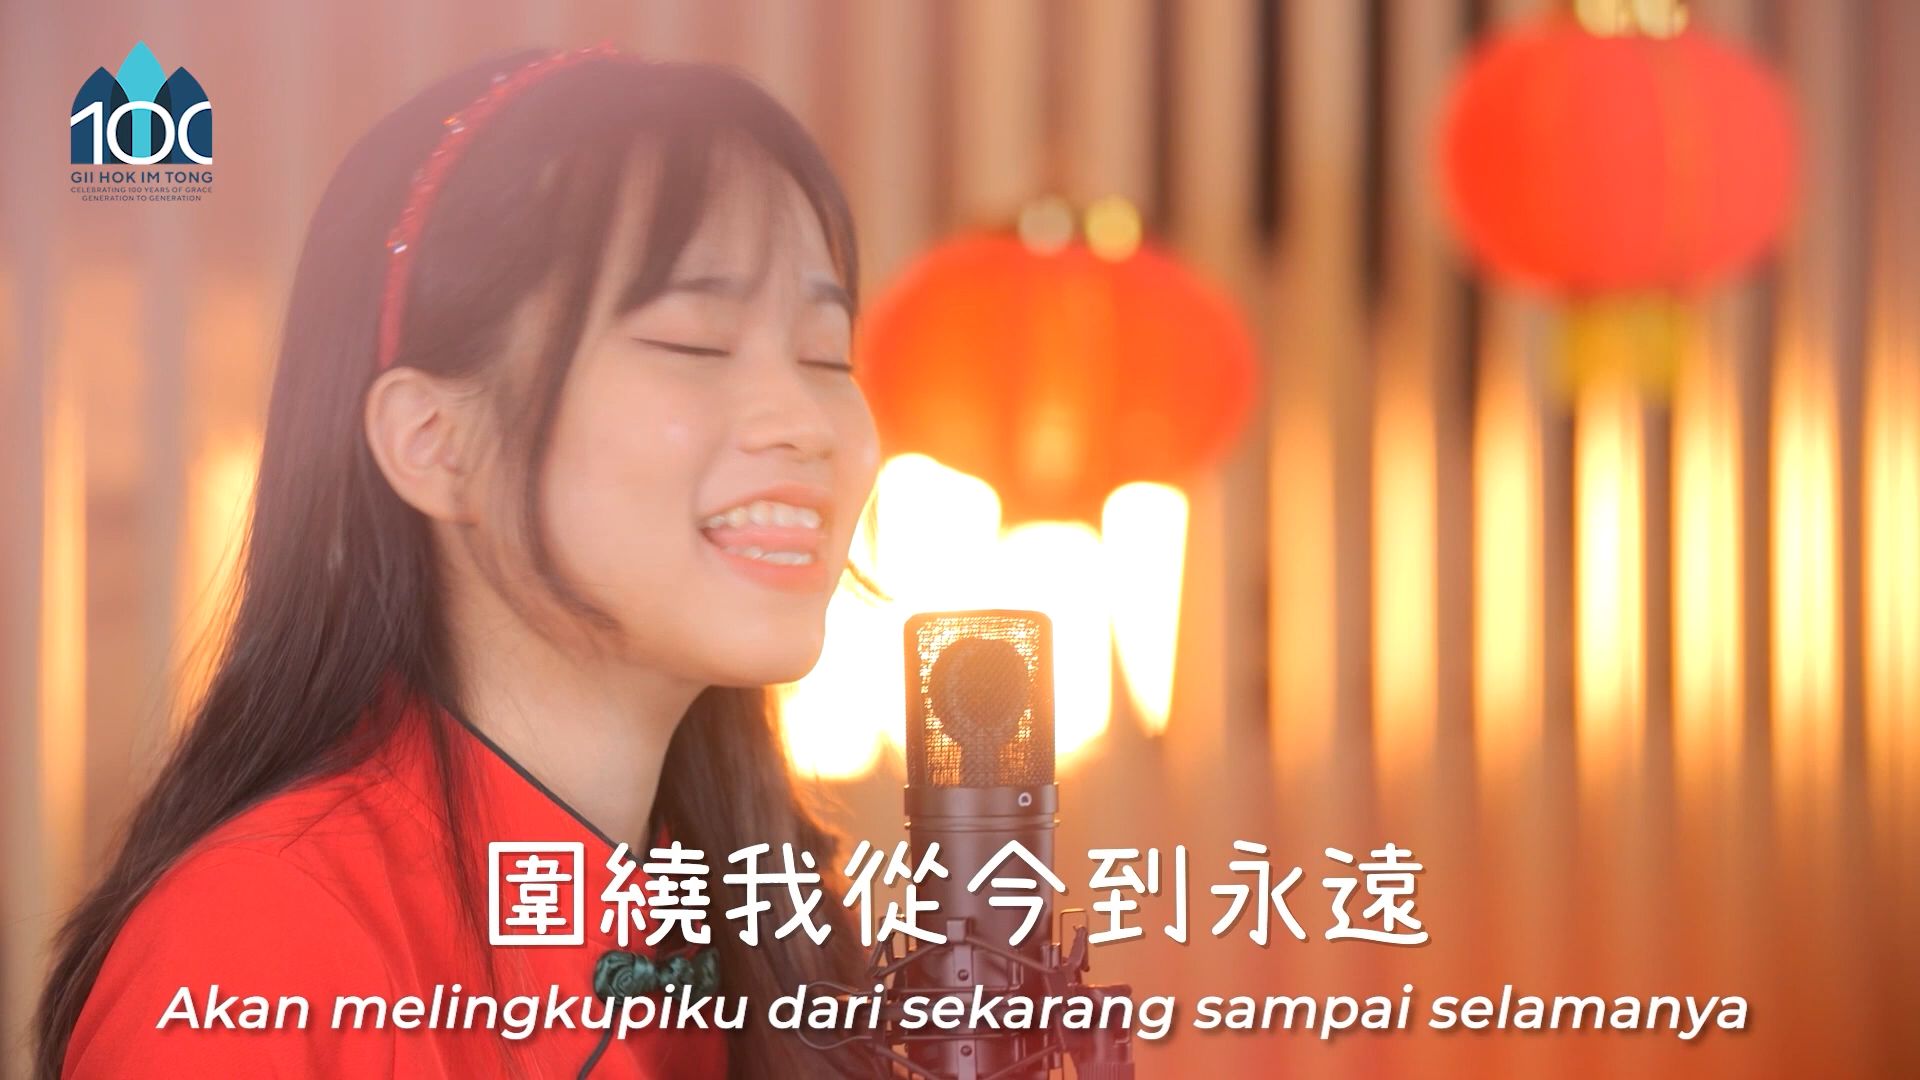 100
GII HOK IM TONG
CELEBRATING 100 YEARS OF GRACE
GENERATION TO GENERATION
圍繞我從今到永遠
Akan melingkupiku dari sekarang sampai selamanya